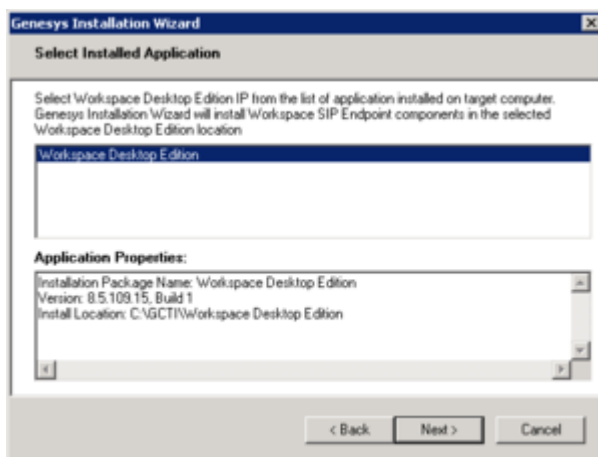 Genesys Installation Wizard
Select Installed Application
Select Workspace Desktop Edition IP from the list of application installed on target computer.
Genesys Installation Wizard will install Workspace SIP Endpoint components in the selected
Workspace Desktop Edition location
Workspace Desktop Edition
Application Properties:
Installation Package Name: Workspace Desktop Edition
Version: 8.5.109.15, Build 1
Install Location: C:\GCTI\Workspace Desktop Edition
< Back
Next >
Cancel